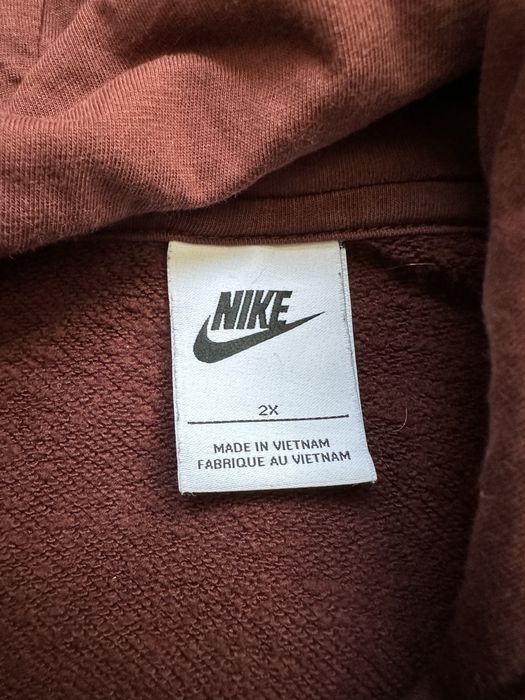 NIKE
2X
MADE IN VIETNAM
FABRIQUE AU VIETNAM